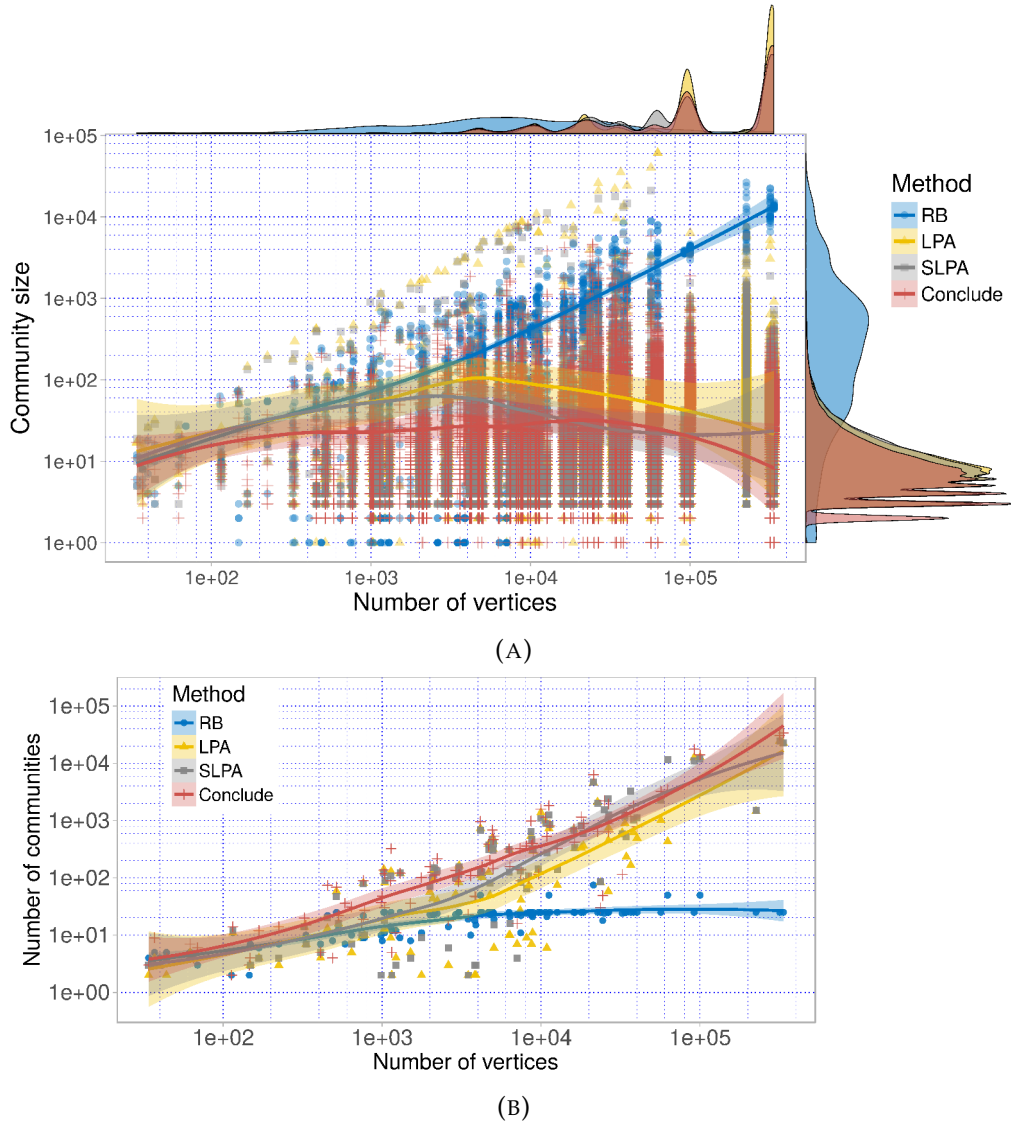 1e+05
1e+04
1e+03
1e+02
1e+01
1e+00
Community size
1e+02 1e+03 1e+04 1e+05
Number of vertices
Method
RB
LPA
SLPA
Conclude
(A)
1e+05
1e+04
1e+03
1e+02
1e+01
1e+00
Number of communities
Method
RB
LPA
SLPA
Conclude
1e+02 1e+03 1e+04 1e+05
Number of vertices
(B)